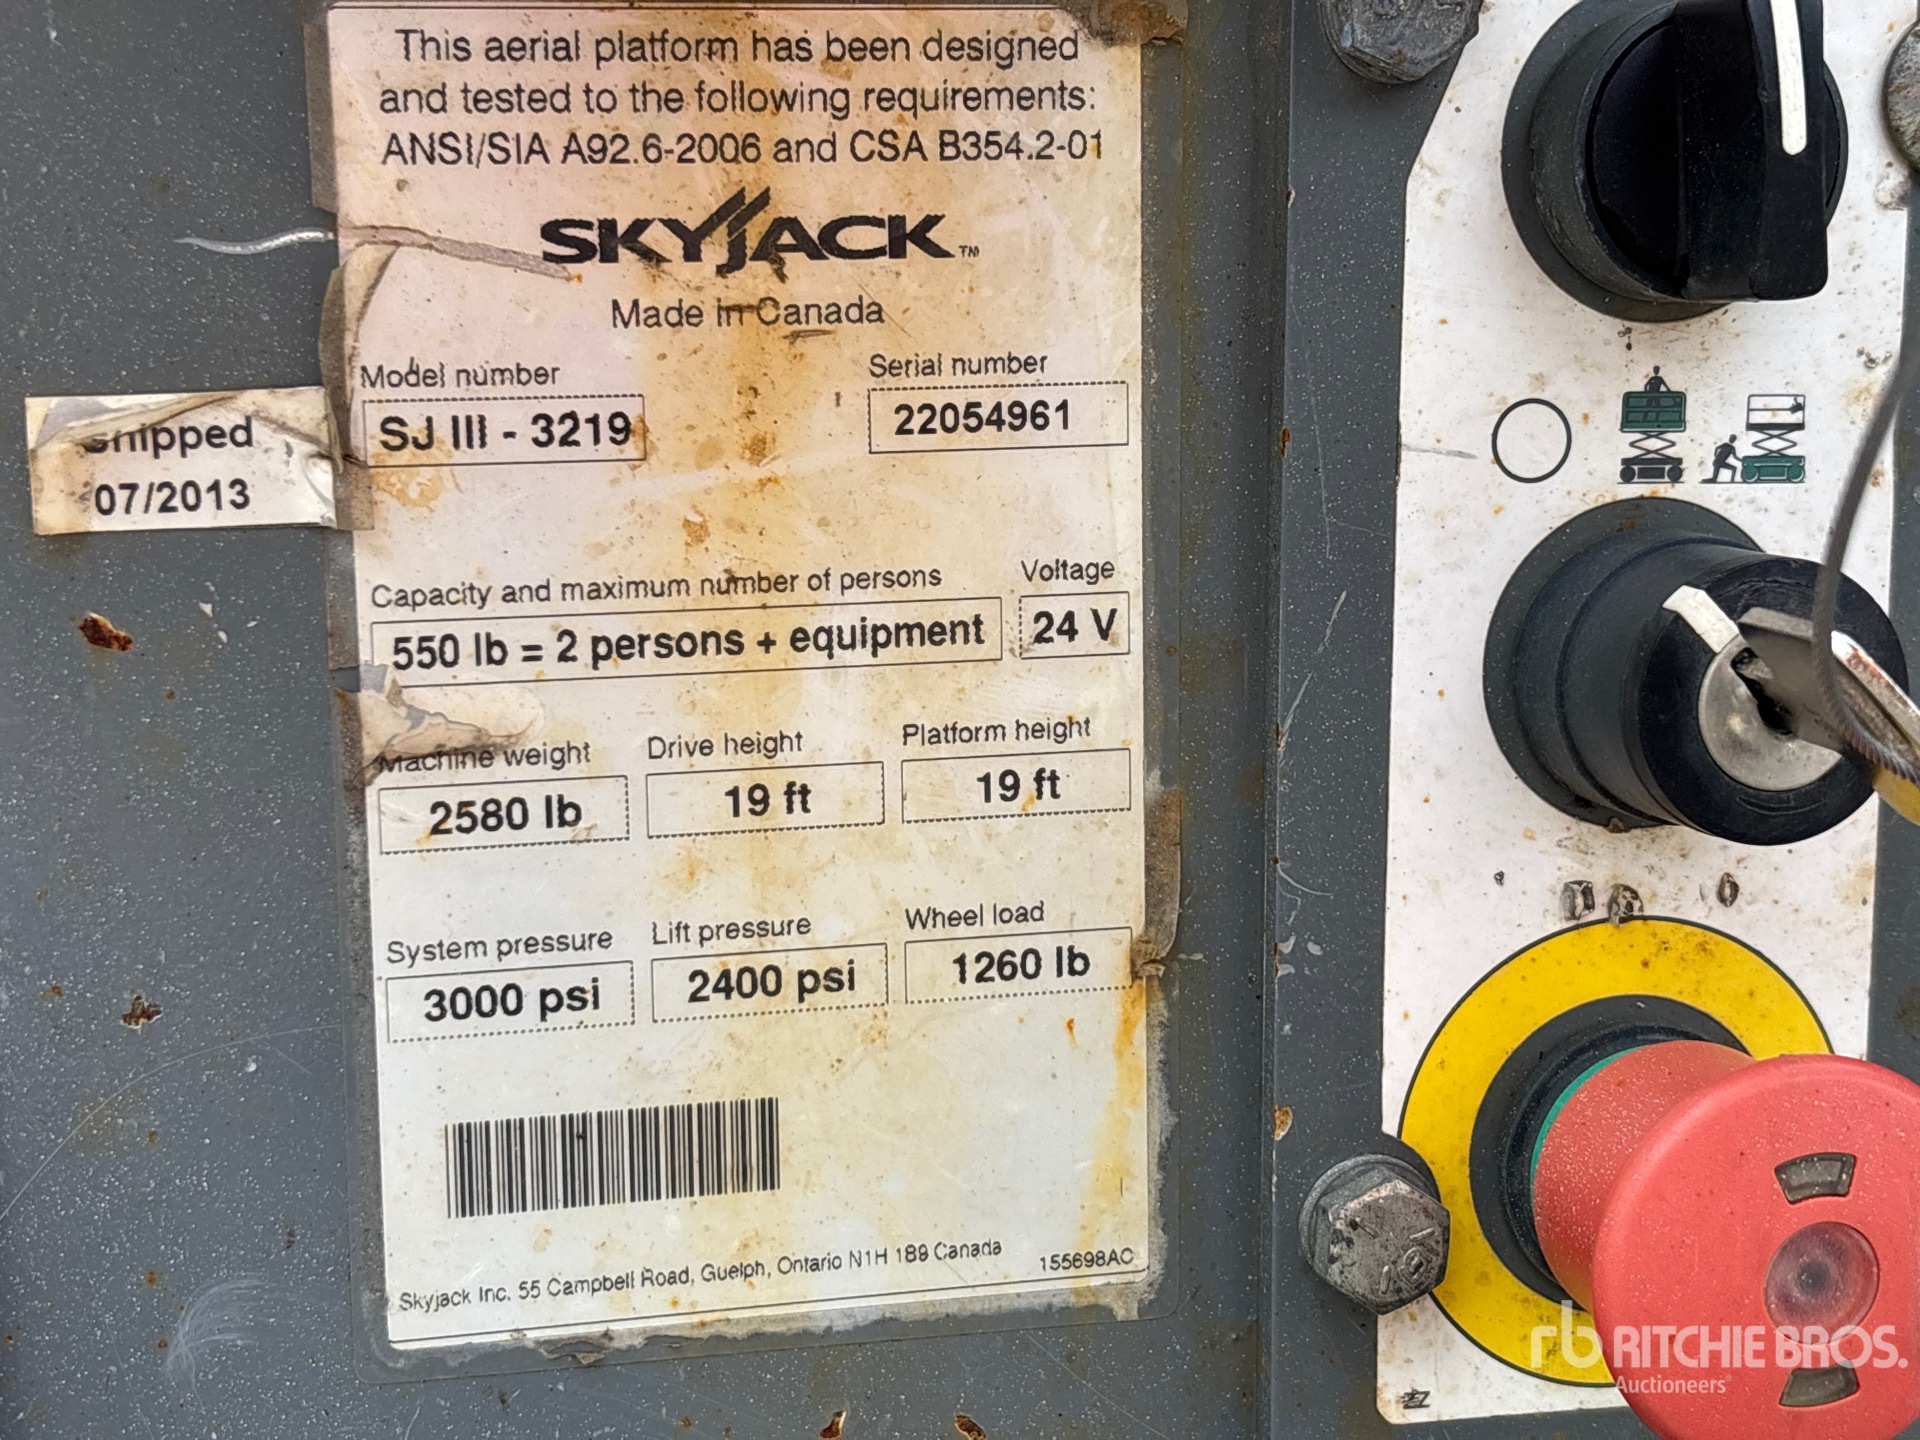 This aerial platform has been designed
and tested to the following requirements:
ANSI/SIA A92.6-2006 and CSA B354.2-01
SKYJACK™
Made in Canada
Model number
SJ III - 3219
Serial number
22054961
Shipped
07/2013
Capacity and maximum number of persons
550 lb = 2 persons + equipment
Voltage
24 V
Machine weight
2580 lb
Drive height
19 ft
Platform height
19 ft
System pressure
3000 psi
Lift pressure
2400 psi
Wheel load
1260 lb
Skyjack Inc. 55 Campbell Road, Guelph, Ontario N1H 1B9 Canada
155698AC
rb RITCHIE BROS.
Auctioneers